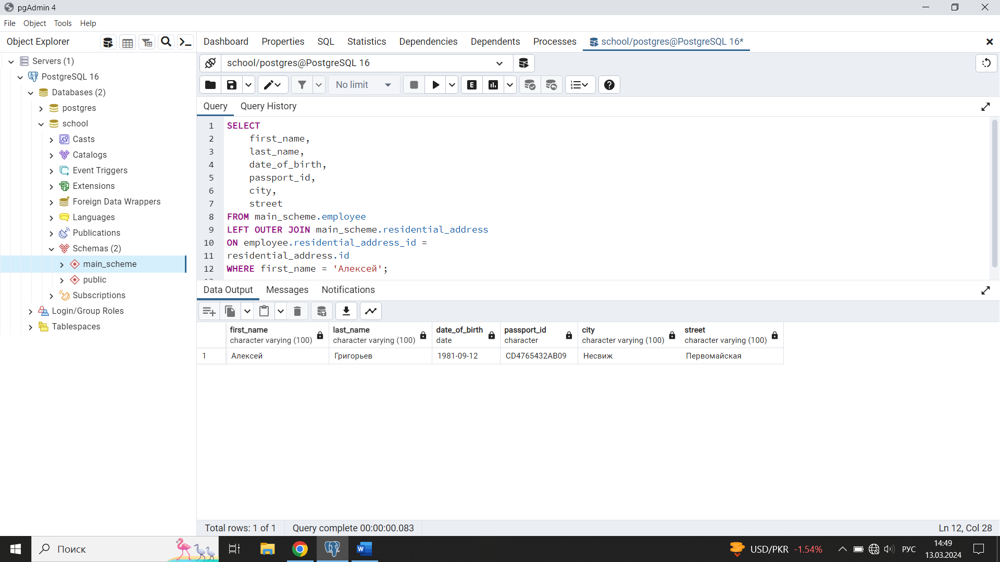 pgAdmin 4
File Object Tools Help
Object Explorer
Dashboard Properties SQL Statistics Dependencies Dependents Processes school/postgres@PostgreSQL 16*
Servers (1)
PostgreSQL 16
Databases (2)
postgres
school
Casts
Catalogs
Event Triggers
Extensions
Foreign Data Wrappers
Languages
Publications
Schemas (2)
main_scheme
public
Subscriptions
Login/Group Roles
Tablespaces
school/postgres@PostgreSQL 16
No limit
E
Query Query History
1 SELECT
2 first_name,
3 last_name,
4 date_of_birth,
5 passport_id,
6 city,
7 street
8 FROM main_scheme.employee
9 LEFT OUTER JOIN main_scheme.residential_address
10 ON employee.residential_address_id =
11 residential_address.id
12 WHERE first_name = 'Алексей';
Data Output Messages Notifications
first_name last_name date_of_birth passport_id city street
character varying (100) character varying (100) date character character varying (100) character varying (100)
1 Алексей Григорьев 1981-09-12 CD4765432AB09 Несвиж Первомайская
Total rows: 1 of 1 Query complete 00:00:00.083 Ln 12, Col 28
Поиск USD/PKR -1.54% РУС 14:49
13.03.2024